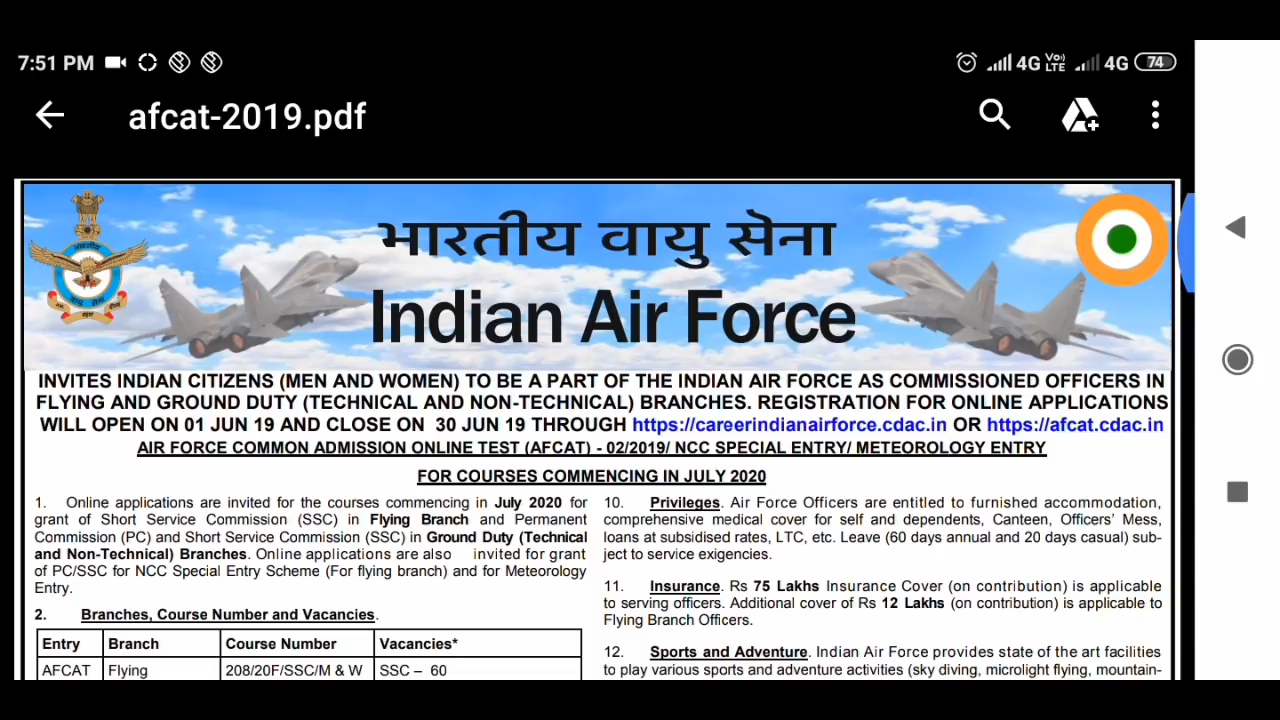 7:51 PM 4G Vo) LTE 4G 74
afcat-2019.pdf
भारतीय वायु सेना
Indian Air Force
INVITES INDIAN CITIZENS (MEN AND WOMEN) TO BE A PART OF THE INDIAN AIR FORCE AS COMMISSIONED OFFICERS IN
FLYING AND GROUND DUTY (TECHNICAL AND NON-TECHNICAL) BRANCHES. REGISTRATION FOR ONLINE APPLICATIONS
WILL OPEN ON 01 JUN 19 AND CLOSE ON 30 JUN 19 THROUGH https://careerindianairforce.cdac.in OR https://afcat.cdac.in
AIR FORCE COMMON ADMISSION ONLINE TEST (AFCAT) - 02/2019/ NCC SPECIAL ENTRY/ METEOROLOGY ENTRY
FOR COURSES COMMENCING IN JULY 2020
1. Online applications are invited for the courses commencing in July 2020 for
grant of Short Service Commission (SSC) in Flying Branch and Permanent
Commission (PC) and Short Service Commission (SSC) in Ground Duty (Technical
and Non-Technical) Branches. Online applications are also invited for grant
of PC/SSC for NCC Special Entry Scheme (For flying branch) and for Meteorology
Entry.
2. Branches, Course Number and Vacancies.
Entry Branch Course Number Vacancies*
AFCAT Flying 208/20F/SSC/M & W SSC – 60
10. Privileges. Air Force Officers are entitled to furnished accommodation,
comprehensive medical cover for self and dependents, Canteen, Officers' Mess,
loans at subsidised rates, LTC, etc. Leave (60 days annual and 20 days casual) sub-
ject to service exigencies.
11. Insurance. Rs 75 Lakhs Insurance Cover (on contribution) is applicable
to serving officers. Additional cover of Rs 12 Lakhs (on contribution) is applicable to
Flying Branch Officers.
12. Sports and Adventure. Indian Air Force provides state of the art facilities
to play various sports and adventure activities (sky diving, microlight flying, mountain-